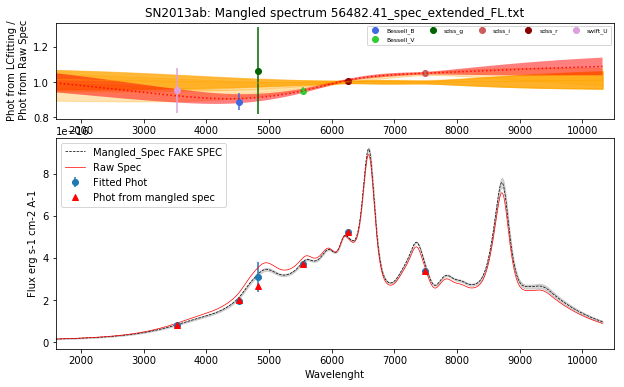 SN2013ab: Mangled spectrum 56482.41_spec_extended_FL.txt
Phot from LCfitting /
Phot from Raw Spec
1.2
1.0
0.8
Bessell_B
Bessell_V
sdss_g
sdss_i
sdss_r
swift_U
2000 3000 4000 5000 6000 7000 8000 9000 10000
1e−16
Flux erg s-1 cm-2 A-1
8
6
4
2
0
Mangled_Spec FAKE SPEC
Raw Spec
Fitted Phot
Phot from mangled spec
2000 3000 4000 5000 6000 7000 8000 9000 10000
Wavelenght